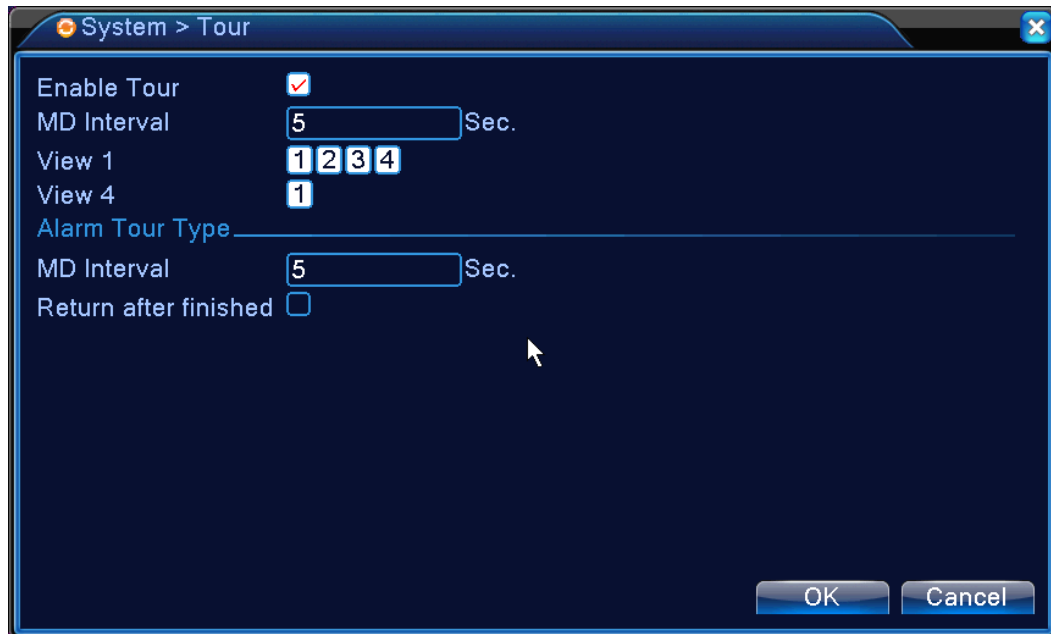 System > Tour
Enable Tour
MD Interval 5 Sec.
View 1 1 2 3 4
View 4 1
Alarm Tour Type
MD Interval 5 Sec.
Return after finished
OK Cancel